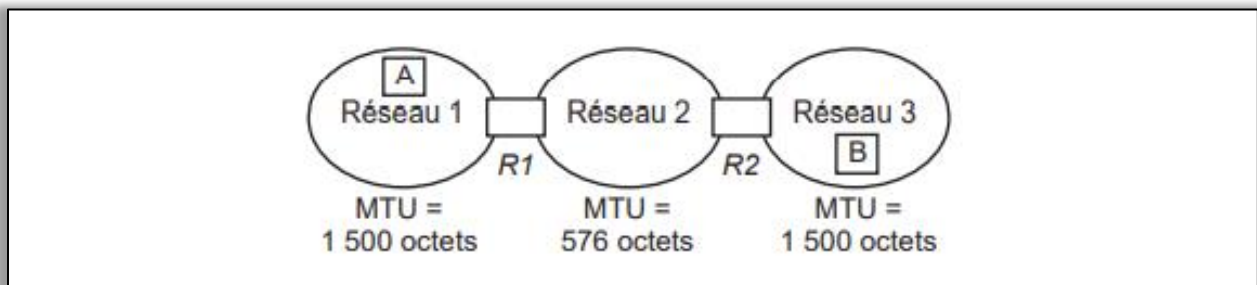 A
Réseau 1 Réseau 2 Réseau 3
B
R1 R2
MTU = MTU = MTU =
1 500 octets 576 octets 1 500 octets